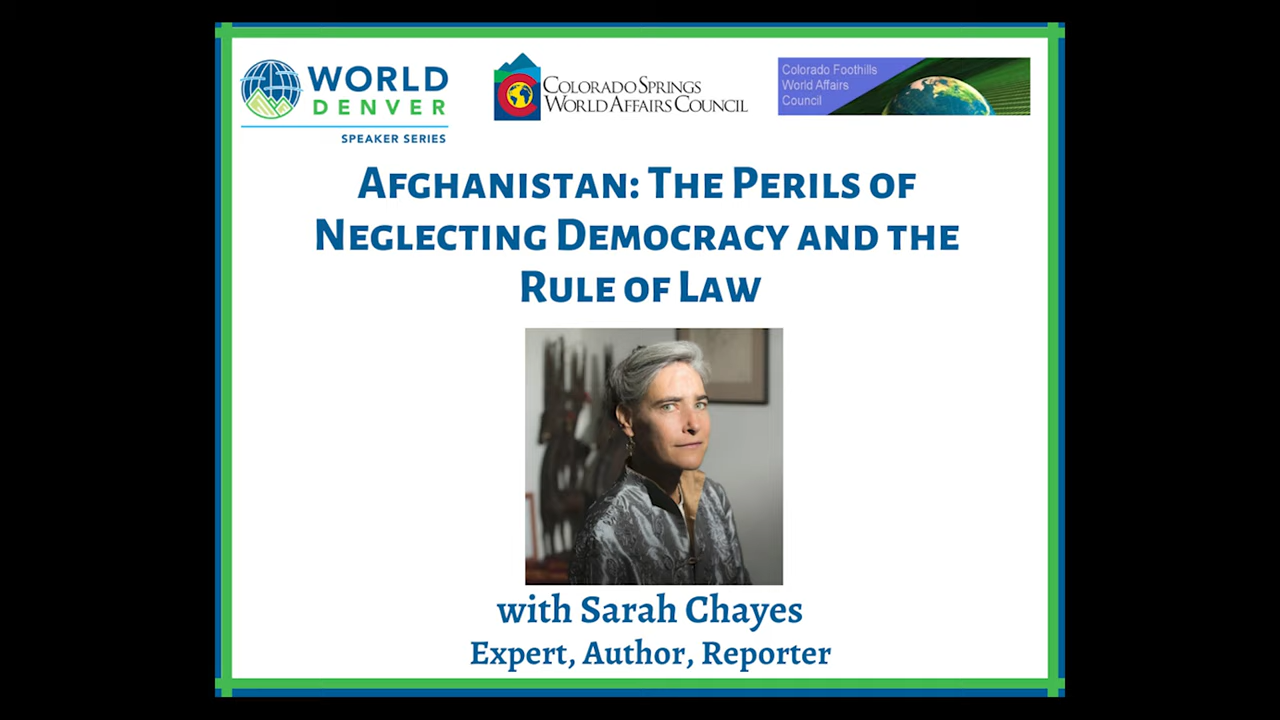 WORLD
DENVER
SPEAKER SERIES
COLORADO SPRINGS
WORLD AFFAIRS COUNCIL
Colorado Foothills
World Affairs
Council
AFGHANISTAN: THE PERILS OF
NEGLECTING DEMOCRACY AND THE
RULE OF LAW
with Sarah Chayes
Expert, Author, Reporter